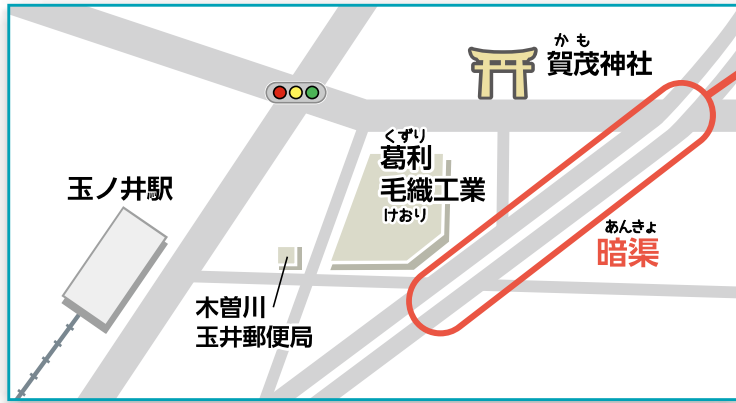 かも
賀茂神社
くずり
葛利
毛織工業
けおり
玉ノ井駅
あんきょ
暗渠
木曽川
玉井郵便局